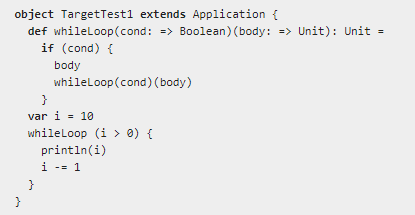 object TargetTest1 extends Application {
  def whileLoop(cond: => Boolean)(body: => Unit): Unit =
    if (cond) {
      body
      whileLoop(cond)(body)
    }
  var i = 10
  whileLoop (i > 0) {
    println(i)
    i -= 1
  }
}